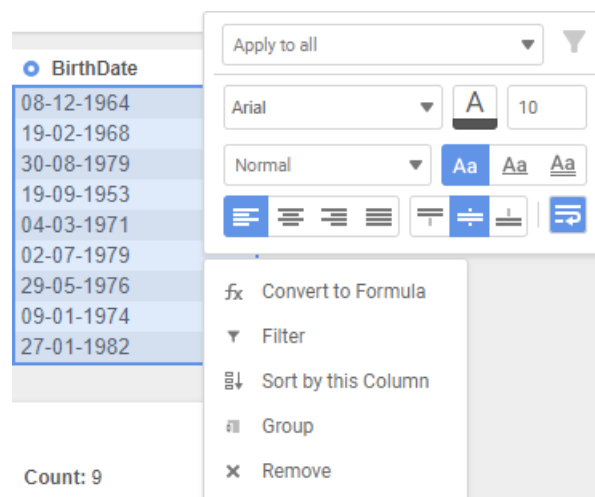 Apply to all
BirthDate
08-12-1964
19-02-1968
30-08-1979
19-09-1953
04-03-1971
02-07-1979
29-05-1976
09-01-1974
27-01-1982
Count: 9
Arial A 10
Normal Aa Aa Aa
fx Convert to Formula
Filter
Sort by this Column
Group
Remove